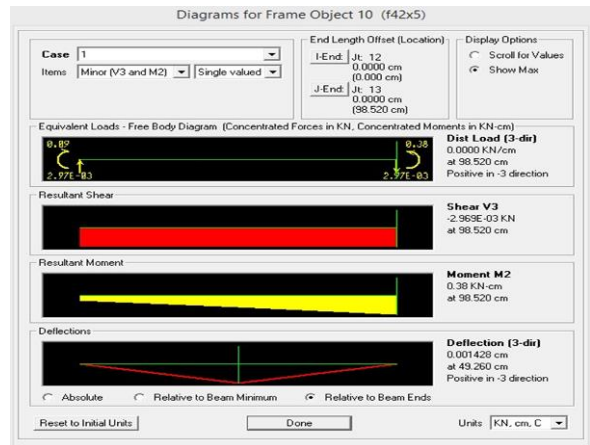 Diagrams for Frame Object 10 (f42x5)
Case 1
Items Minor (V3 and M2) Single valued
End Length Offset (Location)
I-End: Jt: 12
0.0000 cm
(0.000 cm)
J-End: Jt: 13
0.0000 cm
(98.520 cm)
Display Options
Scroll for Values
Show Max
Equivalent Loads - Free Body Diagram (Concentrated Forces in KN, Concentrated Moments in KN-cm)
0.09 0.38
2.97E-03 2.97E-03
Dist Load (3-dir)
0.0000 KN/cm
at 98.520 cm
Positive in -3 direction
Resultant Shear
Shear V3
-2.969E-03 KN
at 98.520 cm
Resultant Moment
Moment M2
0.38 KN-cm
at 98.520 cm
Deflections
Deflection (3-dir)
0.001428 cm
at 49.260 cm
Positive in -3 direction
Absolute Relative to Beam Minimum Relative to Beam Ends
Reset to Initial Units Done Units KN, cm, C